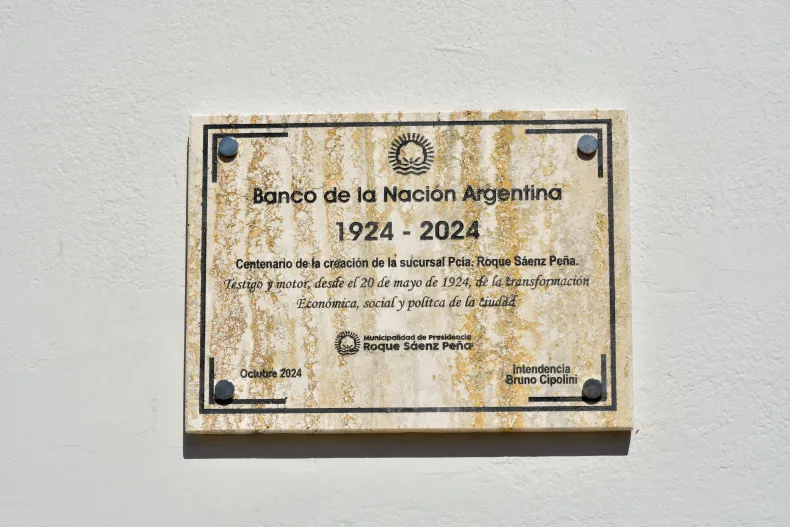 Banco de la Nación Argentina
1924 - 2024
Centenario de la creación de la sucursal Pcia. Roque Sáenz Peña.
Testigo y motor, desde el 20 de mayo de 1924, de la transformación
Económica, social y polítca de la ciudad
Municipalidad de Presidencia
Roque Sáenz Peña
Octubre 2024
Intendencia
Bruno Cipolini